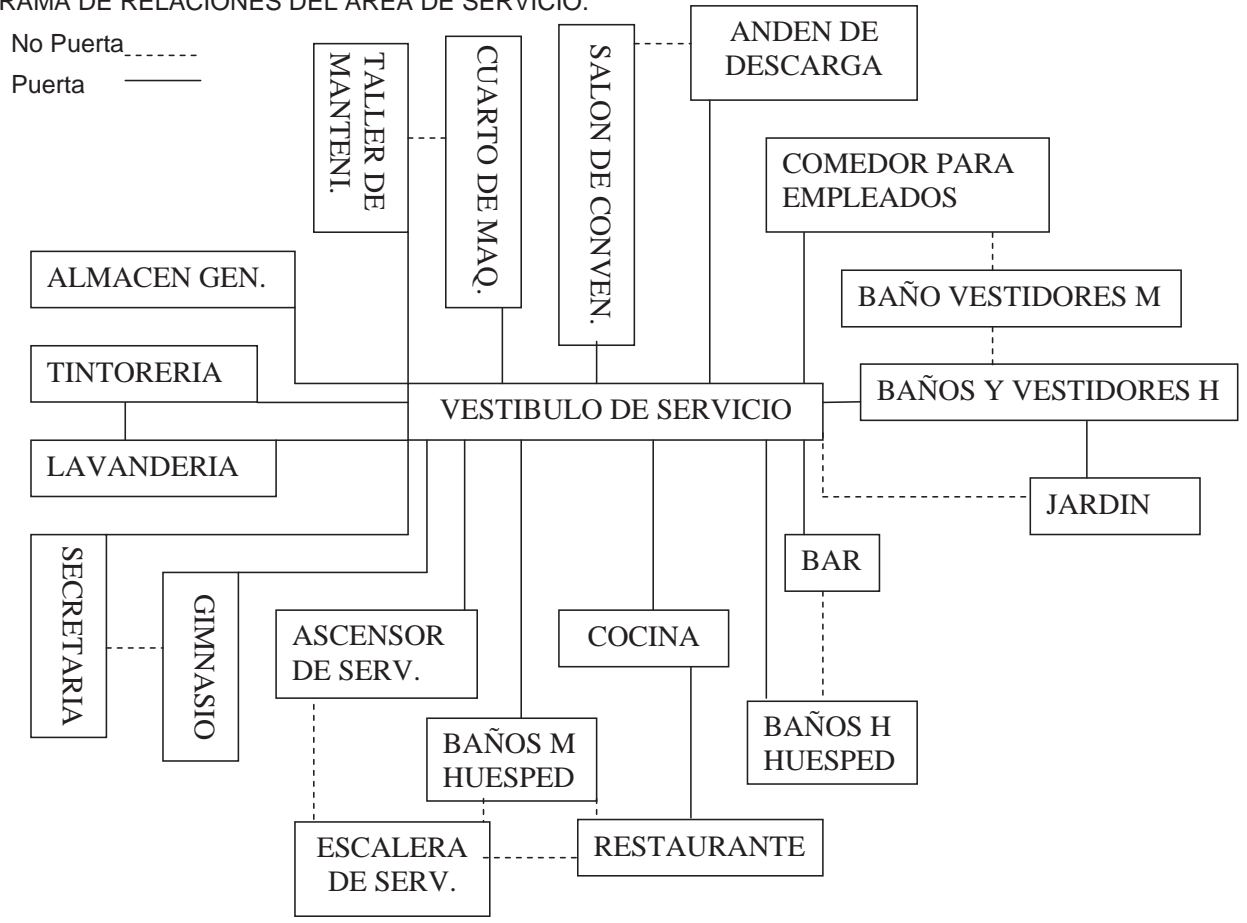 RAMA DE RELACIONES DEL AREA DE SERVICIO.
No Puerta
Puerta
TALLER DE
MANTENI.
CUARTO DE MAQ.
SALON DE CONVEN.
ANDEN DE
DESCARGA
COMEDOR PARA
EMPLEADOS
ALMACEN GEN.
BAÑO VESTIDORES M
TINTORERIA
VESTIBULO DE SERVICIO
BAÑOS Y VESTIDORES H
LAVANDERIA
JARDIN
SECRETARIA
GIMNASIO
ASCENSOR
DE SERV.
COCINA
BAR
BAÑOS M
HUESPED
BAÑOS H
HUESPED
ESCALERA
DE SERV.
RESTAURANTE